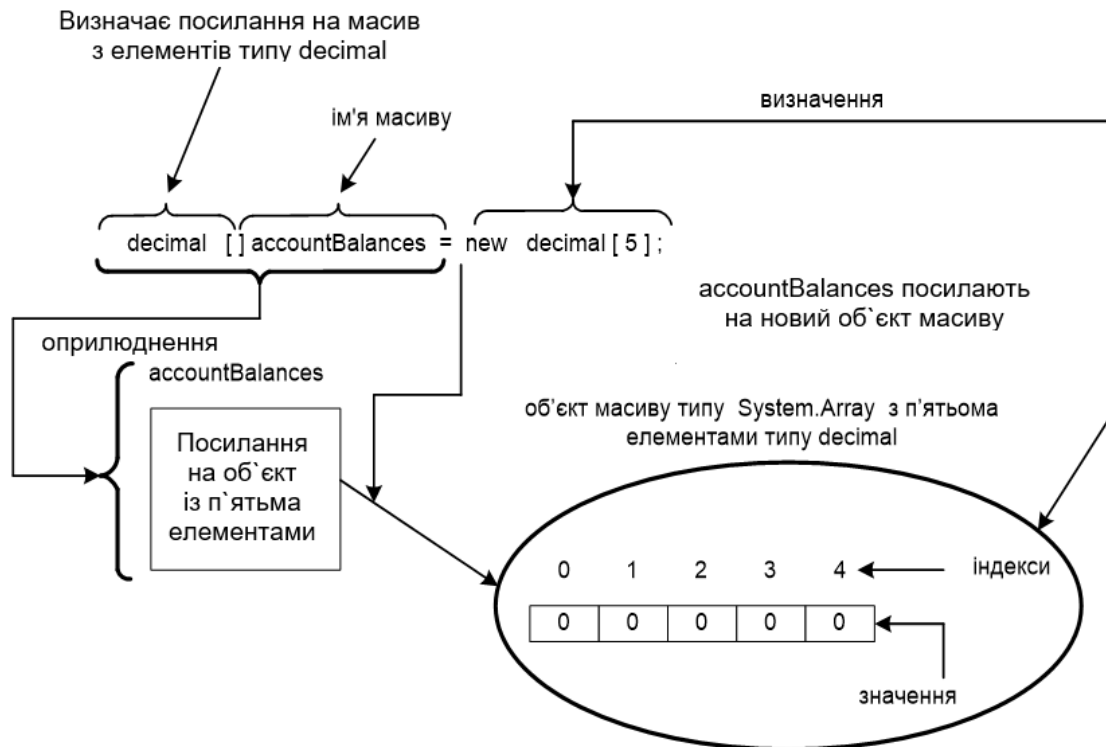 Визначає посилання на масив
з елементів типу decimal
ім'я масиву
визначення
decimal [ ] accountBalances = new decimal [ 5 ] ;
accountBalances посилають
на новий об`єкт масиву
оприлюднення
accountBalances
Посилання
на об`єкт
із п`ятьма
елементами
об'єкт масиву типу System.Array з п'ятьома
елементами типу decimal
0 1 2 3 4
індекси
0 0 0 0 0
значення